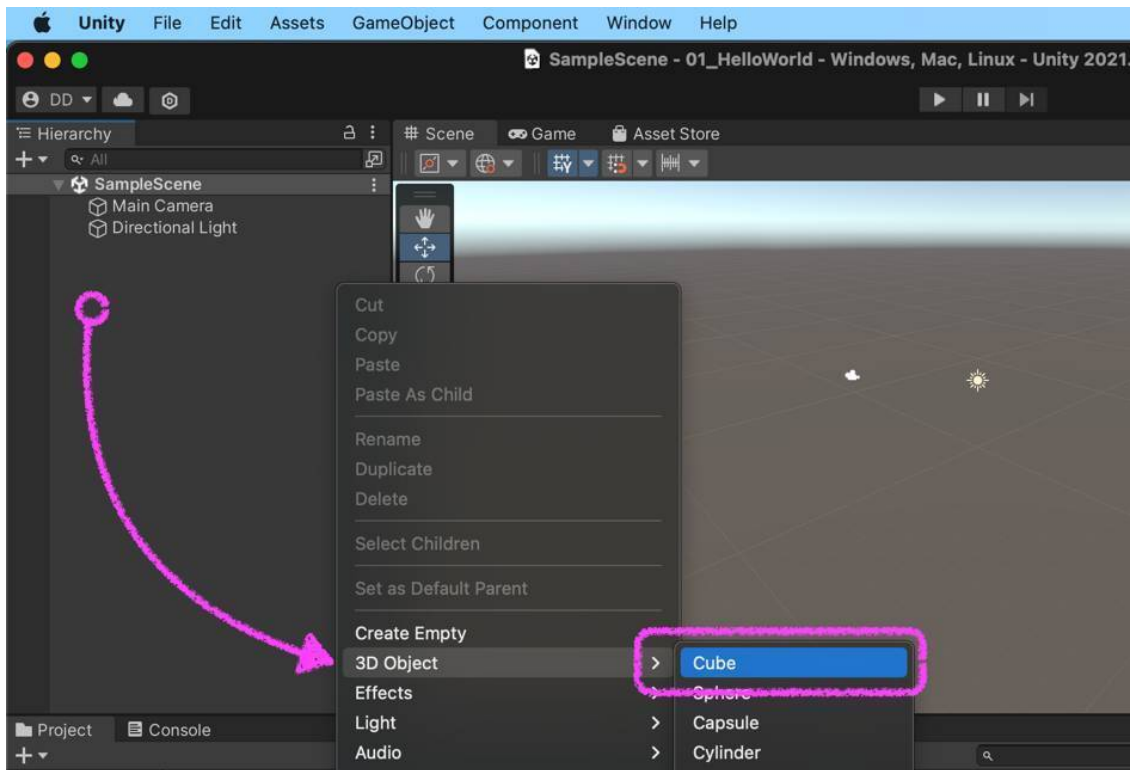 Unity File Edit Assets GameObject Component Window Help
SampleScene - 01_HelloWorld - Windows, Mac, Linux - Unity 2021.
DD
Hierarchy
Scene Game Asset Store
All
SampleScene
Main Camera
Directional Light
Cut
Copy
Paste
Paste As Child
Rename
Duplicate
Delete
Select Children
Set as Default Parent
Create Empty
3D Object > Cube
Effects > Sphere
Light > Capsule
Audio > Cylinder
Project Console